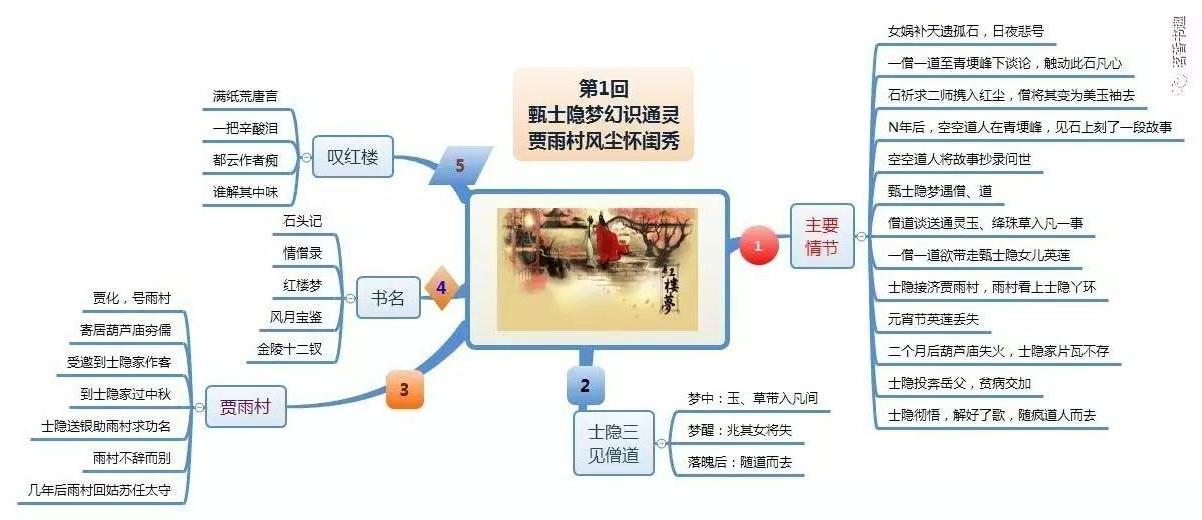 第1回
甄士隐梦幻识通灵
贾雨村风尘怀闺秀
红楼夢
1
主要
情节
女娲补天遗孤石，日夜悲号
一僧一道至青埂峰下谈论，触动此石凡心
石祈求二师携入红尘，僧将其变为美玉袖去
N年后，空空道人在青埂峰，见石上刻了一段故事
空空道人将故事抄录问世
甄士隐梦遇僧、道
僧道谈送通灵玉、绛珠草入凡一事
一僧一道欲带走甄士隐女儿英莲
士隐接济贾雨村，雨村看上士隐丫环
元宵节英莲丢失
二个月后葫芦庙失火，士隐家片瓦不存
士隐投奔岳父，贫病交加
士隐彻悟，解好了歌，随疯道人而去
2
士隐三
见僧道
梦中：玉、草带入凡间
梦醒：兆其女将失
落魄后：随道而去
3
贾雨村
贾化，号雨村
寄居葫芦庙穷儒
受邀到士隐家作客
到士隐家过中秋
士隐送银助雨村求功名
雨村不辞而别
几年后雨村回姑苏任太守
4
书名
石头记
情僧录
红楼梦
风月宝鉴
金陵十二钗
5
叹红楼
满纸荒唐言
一把辛酸泪
都云作者痴
谁解其中味